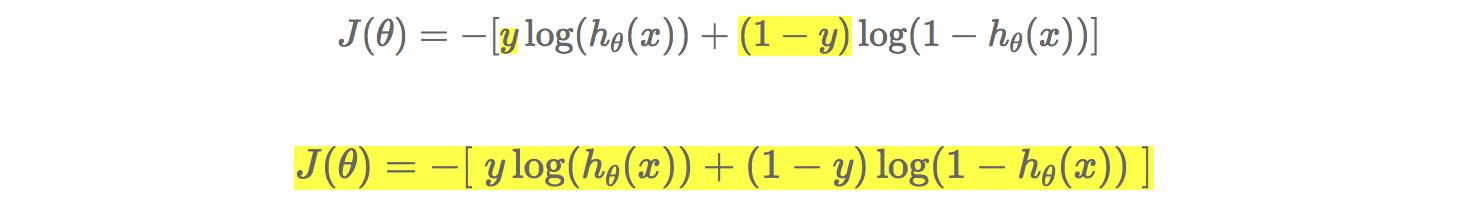 J(θ) = −[y log(hθ(x)) + (1 − y) log(1 − hθ(x))]
J(θ) = −[ y log(hθ(x)) + (1 − y) log(1 − hθ(x)) ]